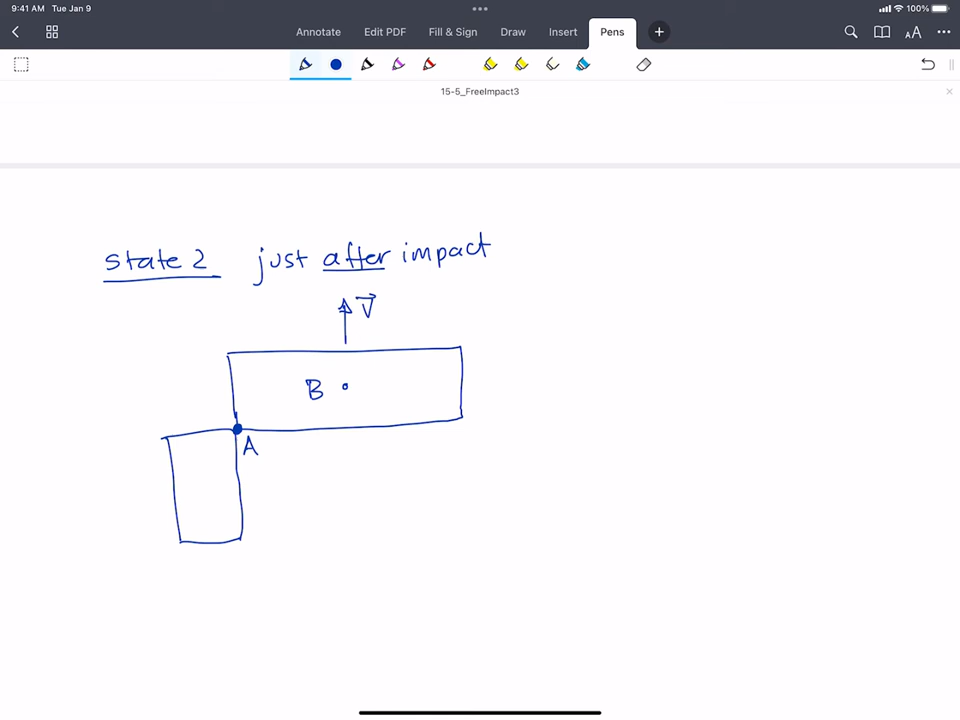 9:41 AM Tue Jan 9
100%
Annotate Edit PDF Fill & Sign Draw Insert Pens
AA
15-5_FreeImpact3
state 2 just after impact
V
B
A